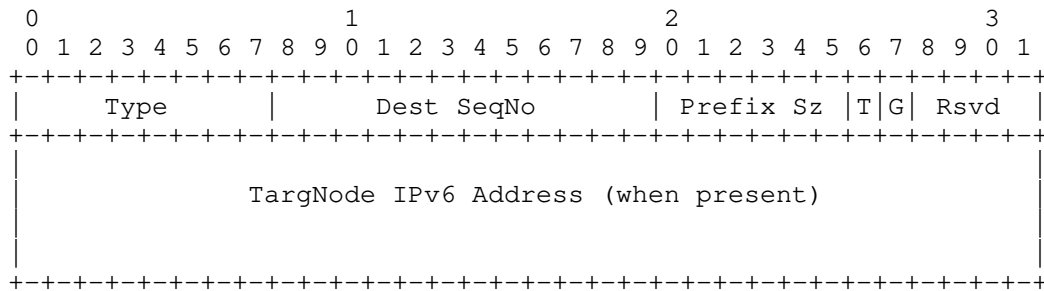 0                   1                   2                   3
 0 1 2 3 4 5 6 7 8 9 0 1 2 3 4 5 6 7 8 9 0 1 2 3 4 5 6 7 8 9 0 1
+-+-+-+-+-+-+-+-+-+-+-+-+-+-+-+-+-+-+-+-+-+-+-+-+-+-+-+-+-+-+-+-+
|     Type      |      Dest SeqNo       | Prefix Sz |T|G| Rsvd  |
+-+-+-+-+-+-+-+-+-+-+-+-+-+-+-+-+-+-+-+-+-+-+-+-+-+-+-+-+-+-+-+-+
|                                                               |
|              TargNode IPv6 Address (when present)             |
|                                                               |
|                                                               |
+-+-+-+-+-+-+-+-+-+-+-+-+-+-+-+-+-+-+-+-+-+-+-+-+-+-+-+-+-+-+-+-+